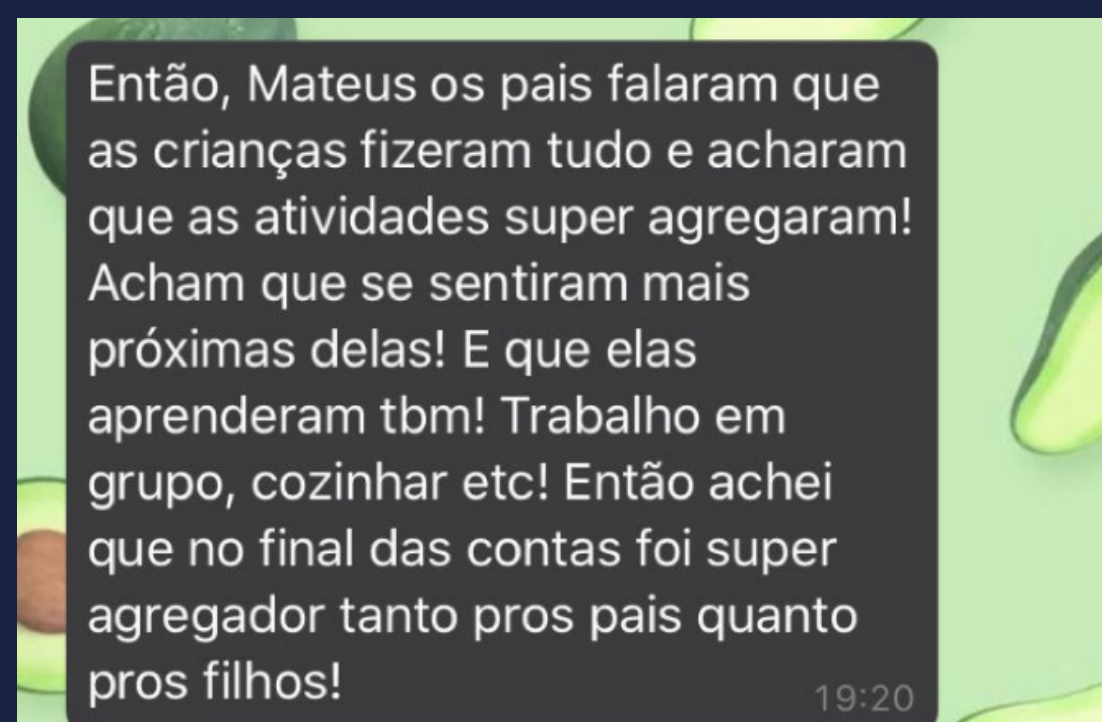 Então, Mateus os pais falaram que
as crianças fizeram tudo e acharam
que as atividades super agregaram!
Acham que se sentiram mais
próximas delas! E que elas
aprenderam tbm! Trabalho em
grupo, cozinhar etc! Então achei
que no final das contas foi super
agregador tanto pros pais quanto
pros filhos!
19:20